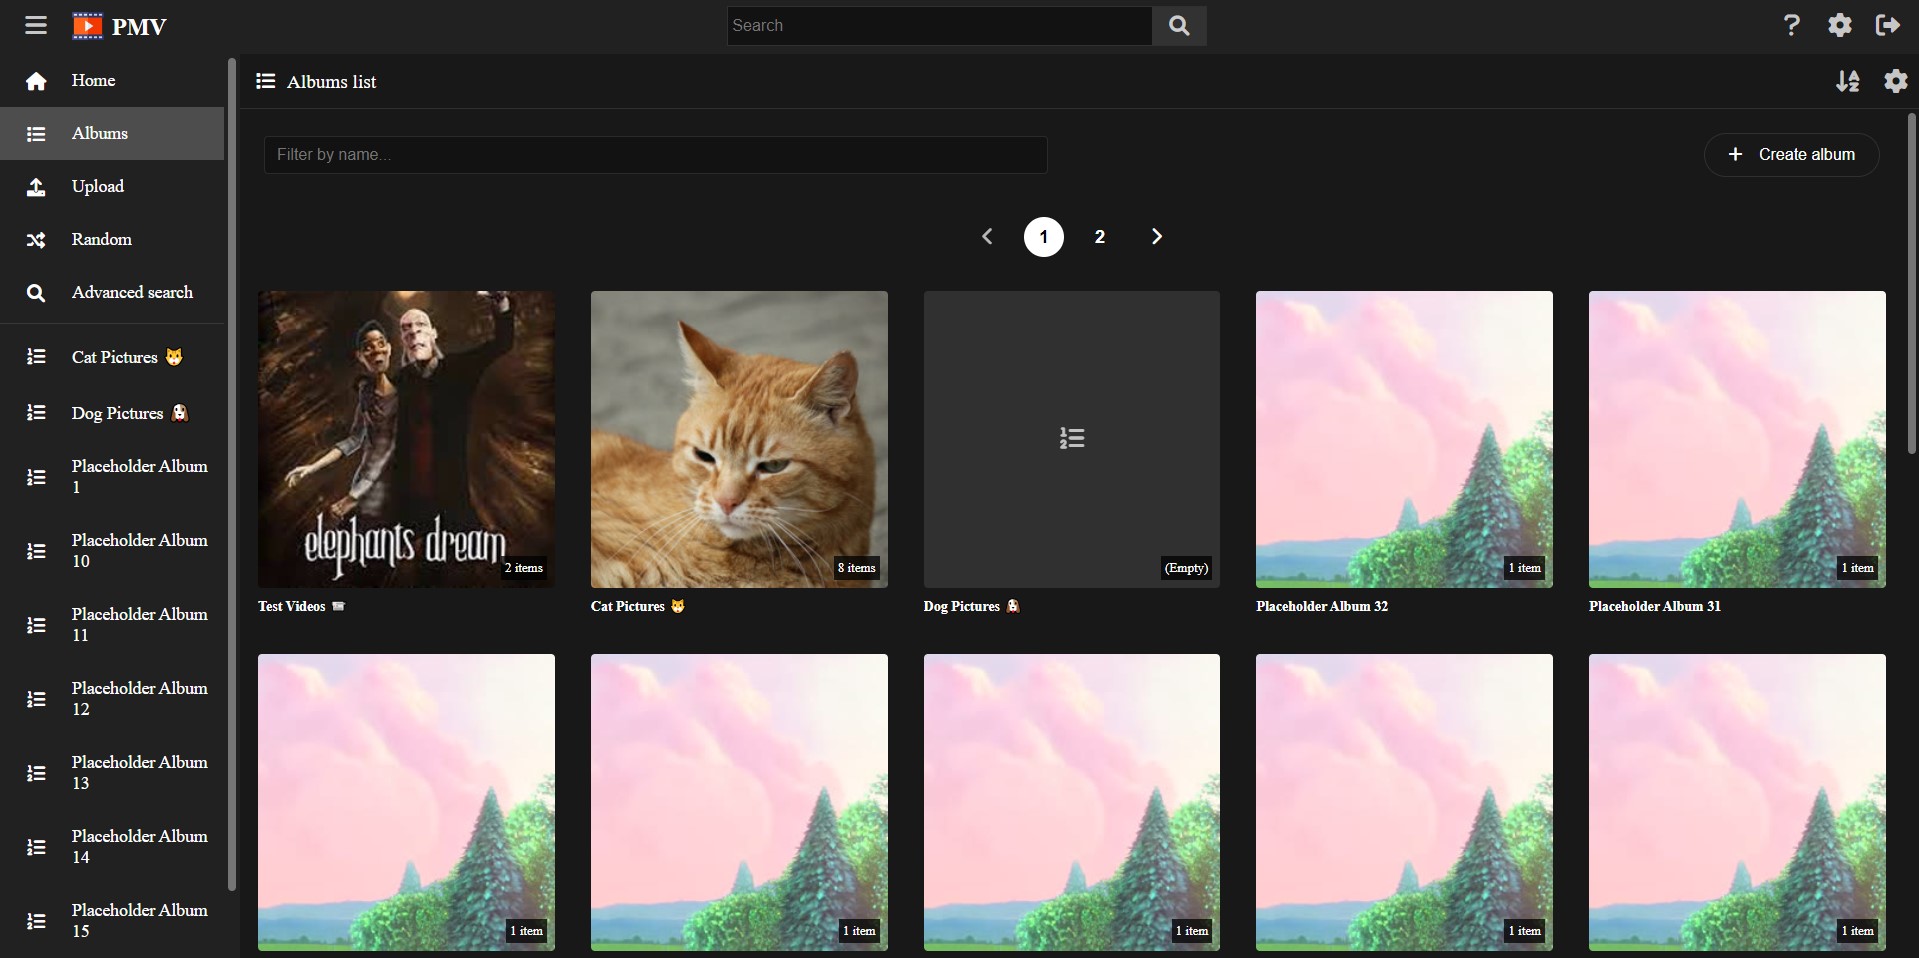 PMV
Search
Home
Albums
Upload
Random
Advanced search
Cat Pictures 🐱
Dog Pictures 🐶
Placeholder Album
1
Placeholder Album
10
Placeholder Album
11
Placeholder Album
12
Placeholder Album
13
Placeholder Album
14
Placeholder Album
15
Albums list
Filter by name...
Create album
1 2
elephants dream
2 items
8 items
(Empty)
1 item
1 item
Test Videos 📽
Cat Pictures 🐱
Dog Pictures 🐶
Placeholder Album 32
Placeholder Album 31
1 item
1 item
1 item
1 item
1 item